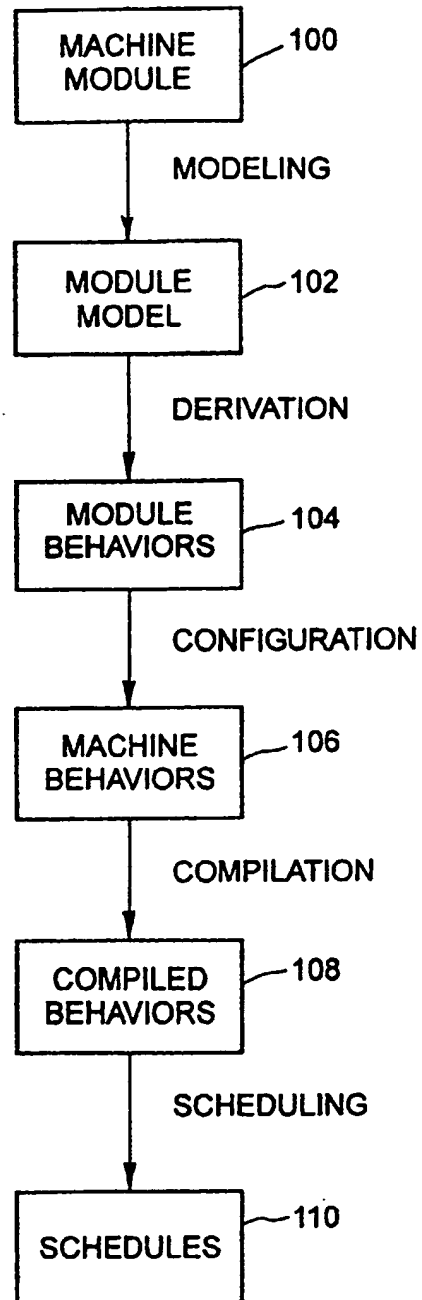 MACHINE
MODULE
100
MODELING
MODULE
MODEL
102
DERIVATION
MODULE
BEHAVIORS
104
CONFIGURATION
MACHINE
BEHAVIORS
106
COMPILATION
COMPILED
BEHAVIORS
108
SCHEDULING
SCHEDULES
110